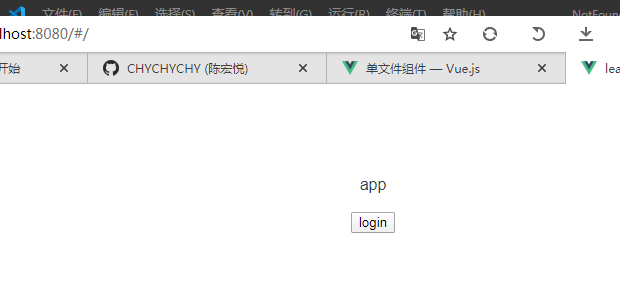 文件(F) 编辑(E) 选择(S) 查看(V) 转到(G) 运行(R) 终端(T) 帮助(H) NotFoun
lhost:8080/#/
开始 CHYCHYCHY (陈宏悦) 单文件组件 — Vue.js lea
app
login